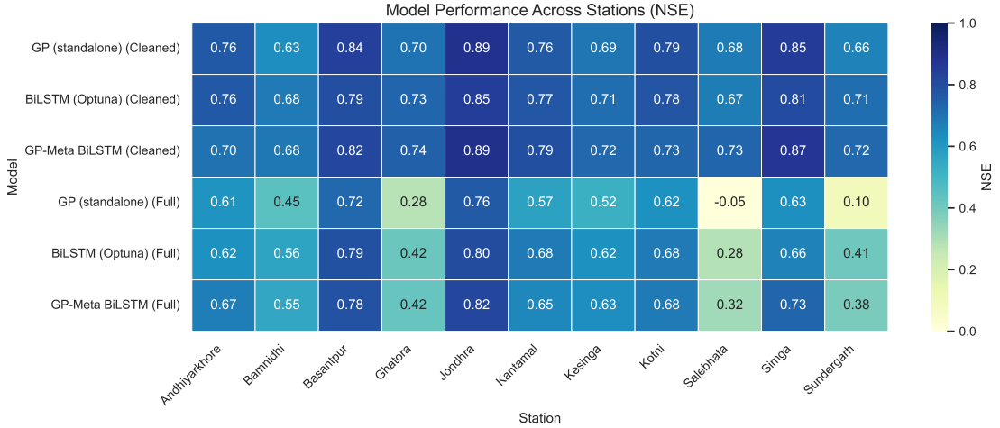 Model Performance Across Stations (NSE)
GP (standalone) (Cleaned) 0.76 0.63 0.84 0.70 0.89 0.76 0.69 0.79 0.68 0.85 0.66
BiLSTM (Optuna) (Cleaned) 0.76 0.68 0.79 0.73 0.85 0.77 0.71 0.78 0.67 0.81 0.71
GP-Meta BiLSTM (Cleaned) 0.70 0.68 0.82 0.74 0.89 0.79 0.72 0.73 0.73 0.87 0.72
GP (standalone) (Full) 0.61 0.45 0.72 0.28 0.76 0.57 0.52 0.62 -0.05 0.63 0.10
BiLSTM (Optuna) (Full) 0.62 0.56 0.79 0.42 0.80 0.68 0.62 0.68 0.28 0.66 0.41
GP-Meta BiLSTM (Full) 0.67 0.55 0.78 0.42 0.82 0.65 0.63 0.68 0.32 0.73 0.38
Model
Andhiyarkhore
Bamnidhi
Basantpur
Ghatora
Jondhra
Kantamal
Kesinga
Kotni
Salebhata
Simga
Sundergarh
Station
1.0
0.8
0.6
0.4
0.2
0.0
NSE